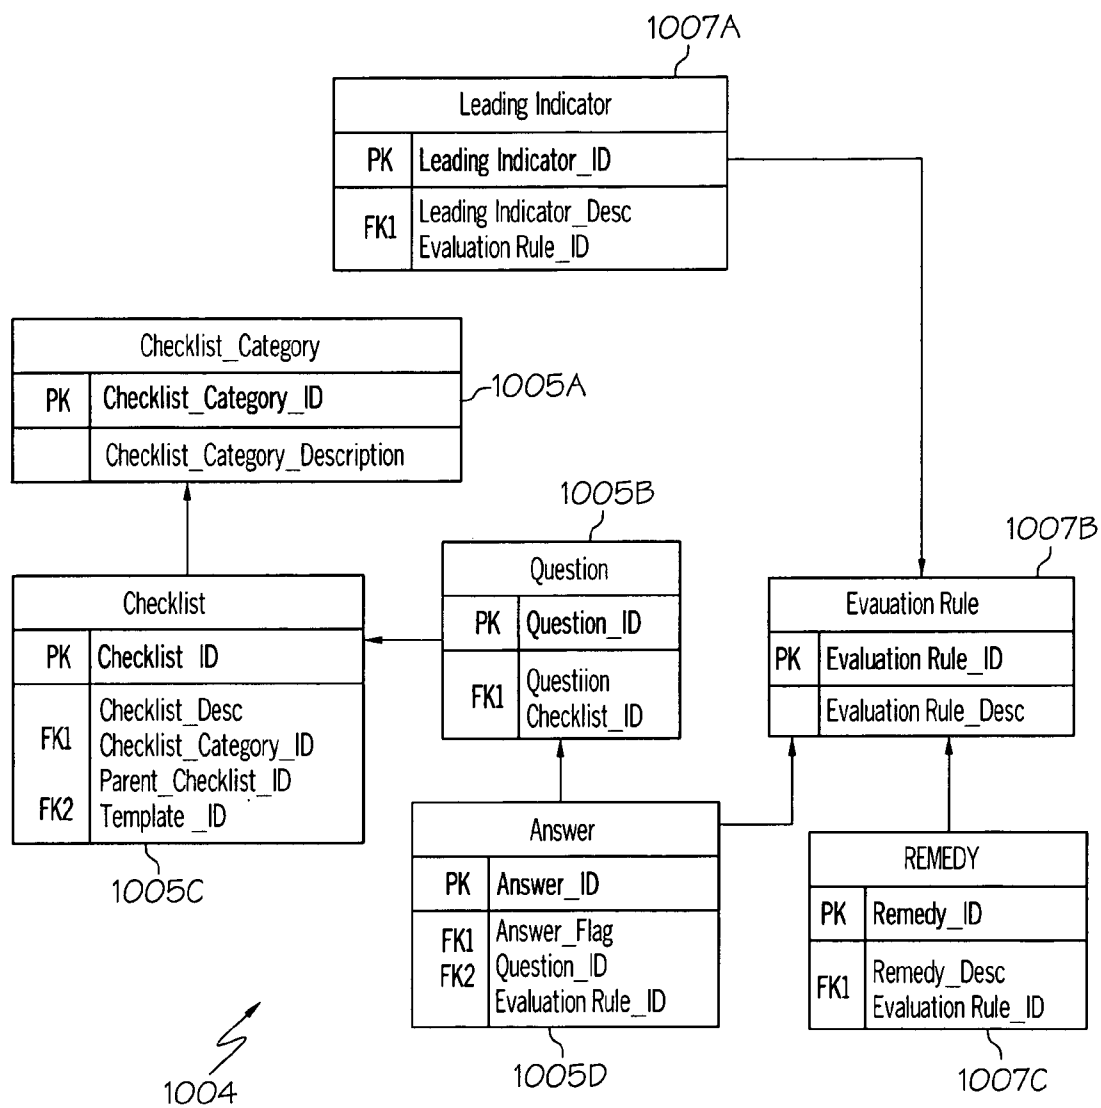 1007A
Leading Indicator
PK Leading Indicator_ID
Leading Indicator_Desc
FK1 Evaluation Rule_ID
Checklist_Category
PK Checklist_Category_ID
1005A
Checklist_Category_Description
1005B
1007B
Question
PK Question_ID
Questiion
FK1 Checklist_ID
Checklist
PK Checklist ID
Checklist_Desc
FK1 Checklist_Category_ID
Parent_Checklist_ID
FK2 Template _ID
1005C
Evauation Rule
PK Evaluation Rule_ID
Evaluation Rule_Desc
Answer
PK Answer_ID
FK1 Answer_Flag
FK2 Question_ID
Evaluation Rule_ID
1005D
REMEDY
PK Remedy_ID
Remedy_Desc
FK1 Evaluation Rule_ID
1007C
1004